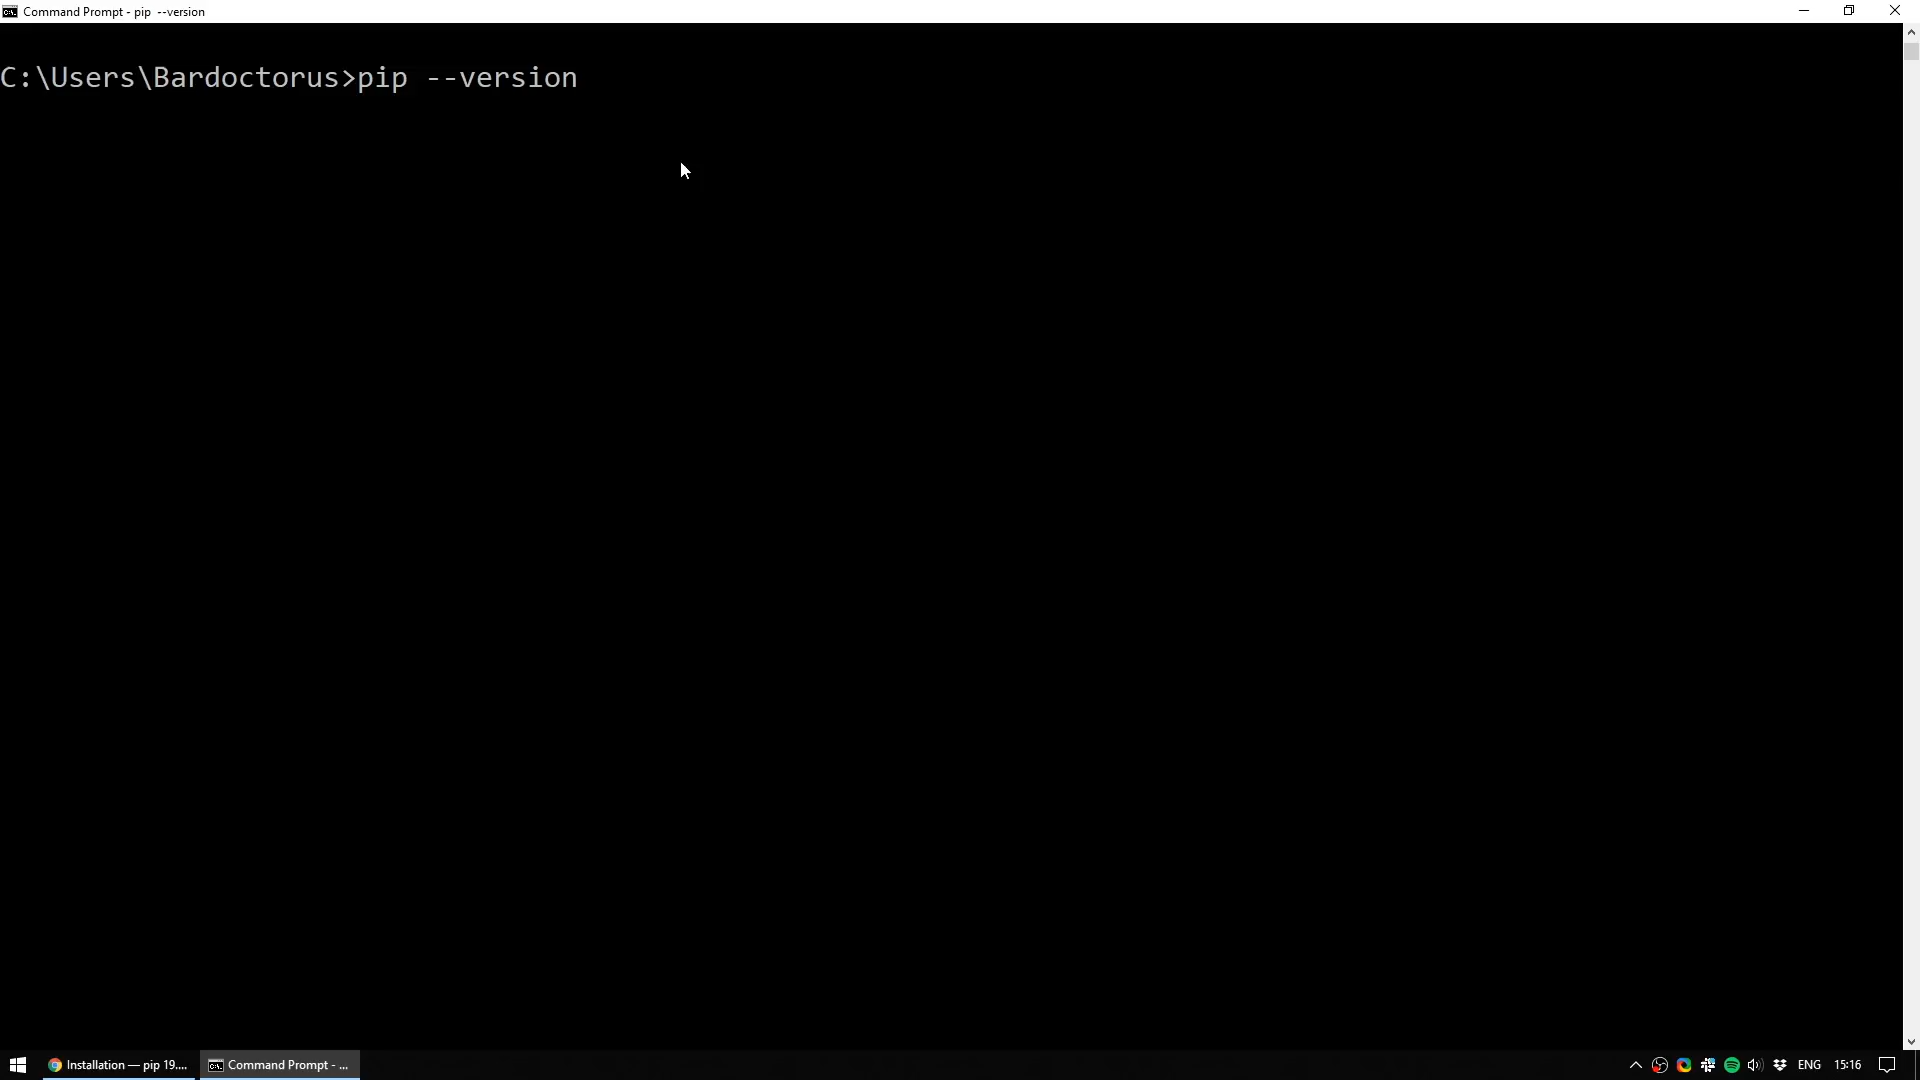 Command Prompt - pip  --version
C:\Users\Bardoctorus>pip --version
Installation — pip 19....
Command Prompt - ...
ENG
15:16